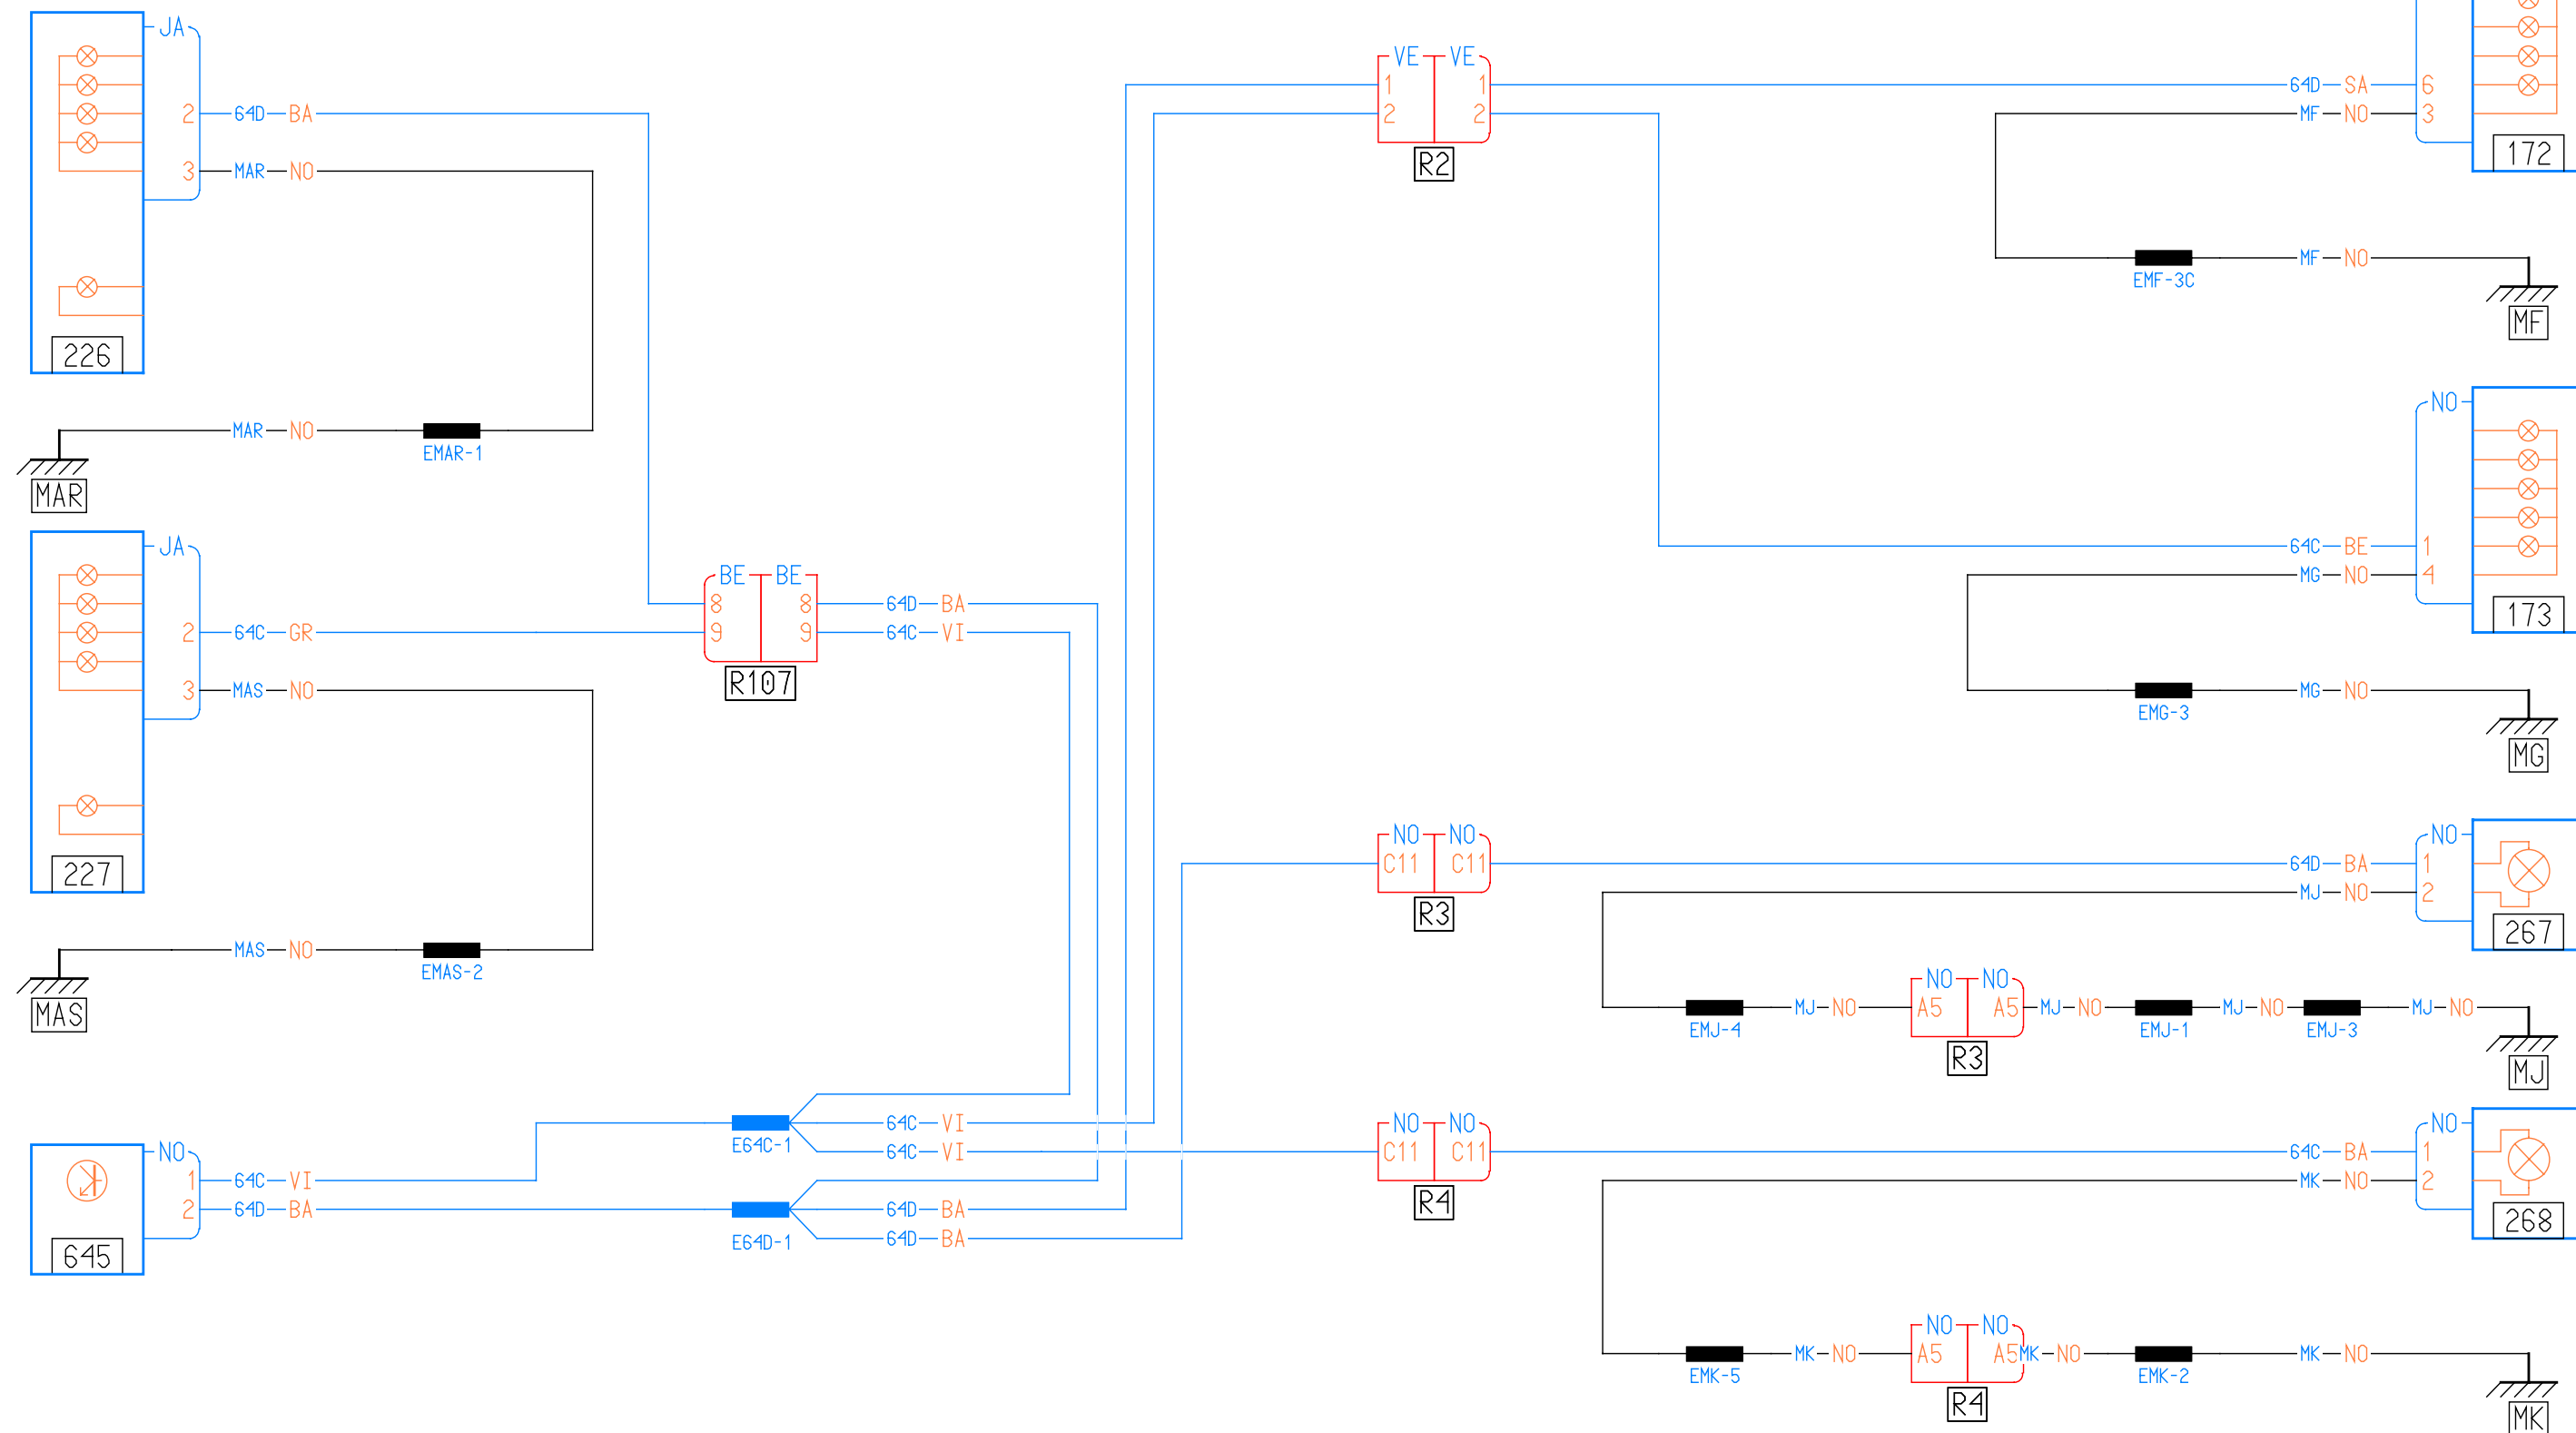 JA VE VE
1 1 64D SA 6
2 64D BA 2 2 MF NO 3
R2 172
3 MAR NO
MF NO
EMF-3C
MF
226
NO
MAR NO
EMAR-1
MAR
JA 64C BE 1
BE BE MG NO 4
8 8 64D BA 173
2 64C GR 9 9 64C VI
R107
3 MAS NO MG NO
EMG-3
MG
NO NO NO
C11 C11 64D BA 1
227 MJ NO 2
R3 267
MAS NO
EMAS-2
NO NO
MAS MJ NO A5 A5 MJ NO MJ NO MJ NO
EMJ-4 EMJ-1 EMJ-3
R3 MJ
64C VI NO NO NO
E64C-1
NO 64C VI C11 C11 64C BA 1
1 64C VI MK NO 2
2 64D BA 64D BA R4 268
E64D-1 64D BA
645
NO NO
MK NO A5 A5 MK NO MK NO
EMK-5 EMK-2
R4 MK